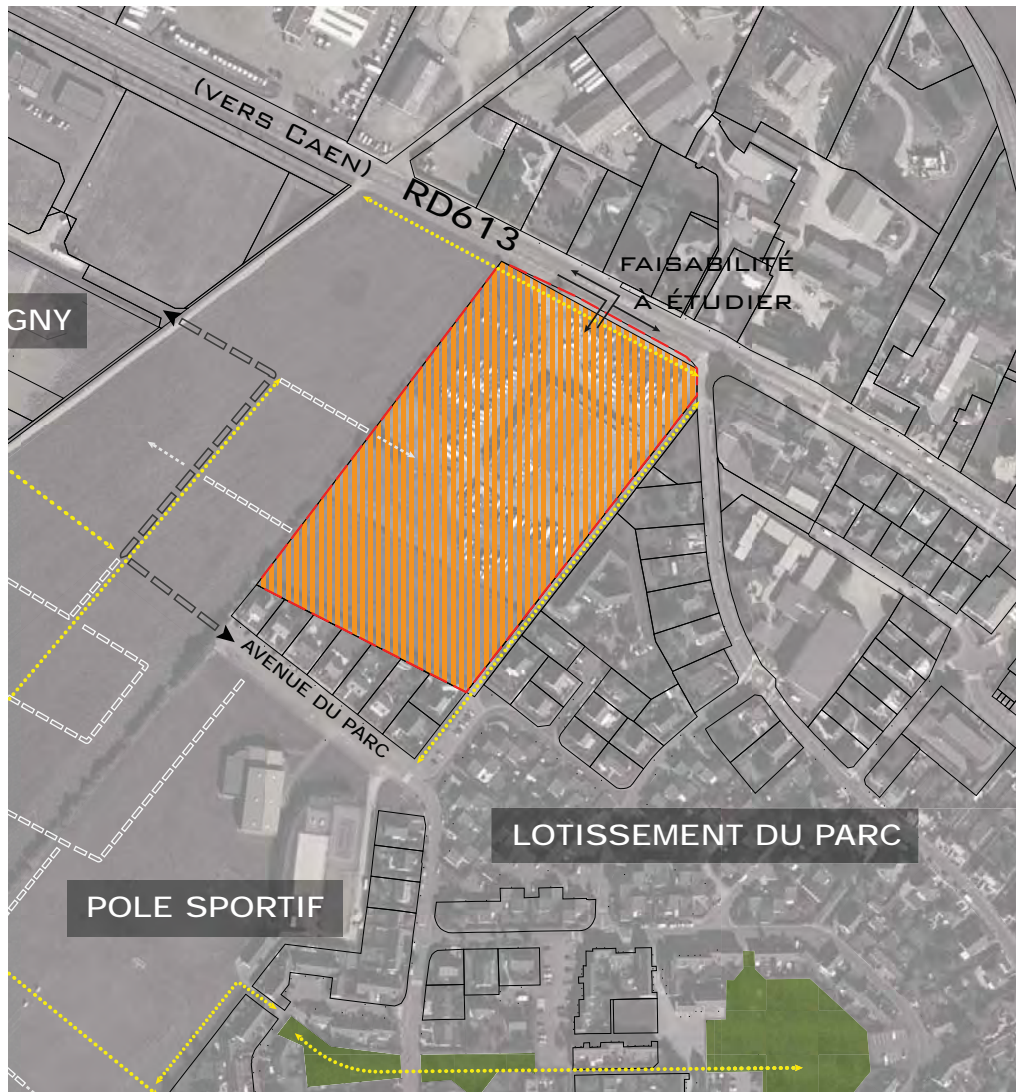 (VERS CAEN)
RD613
FAISABILITÉ
À ÉTUDIER
GNY
AVENUE DU PARC
LOTISSEMENT DU PARC
POLE SPORTIF